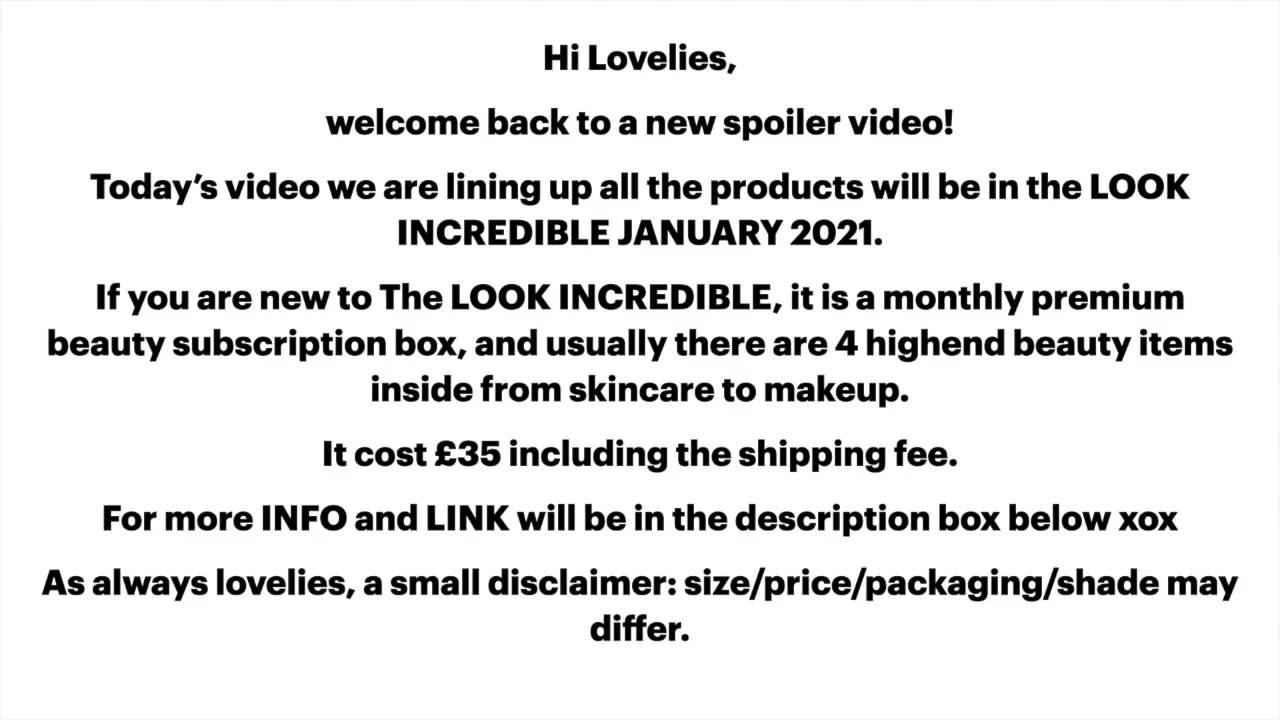 Hi Lovelies,
welcome back to a new spoiler video!
Today’s video we are lining up all the products will be in the LOOK
INCREDIBLE JANUARY 2021.
If you are new to The LOOK INCREDIBLE, it is a monthly premium
beauty subscription box, and usually there are 4 highend beauty items
inside from skincare to makeup.
It cost £35 including the shipping fee.
For more INFO and LINK will be in the description box below xox
As always lovelies, a small disclaimer: size/price/packaging/shade may
differ.